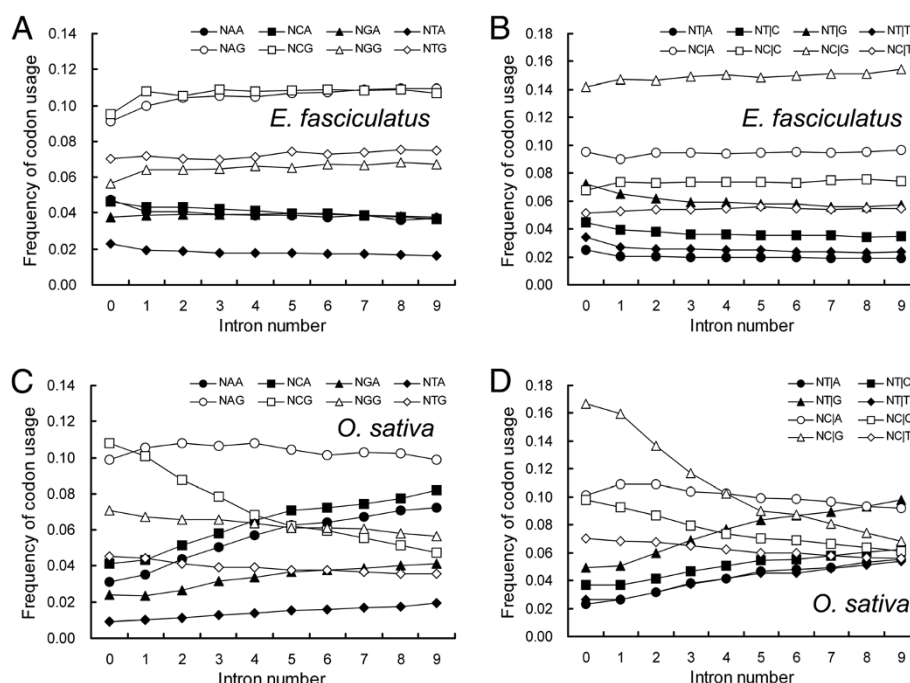 A
NAA NCA NGA NTA
NAG NCG NGG NTG
Frequency of codon usage
0.14
0.12
0.10
0.08
0.06
0.04
0.02
0.00
E. fasciculatus
0 1 2 3 4 5 6 7 8 9
Intron number
B
NT|A NT|C NT|G NT|T
NC|A NC|C NC|G NC|T
Frequency of codon usage
0.18
0.16
0.14
0.12
0.10
0.08
0.06
0.04
0.02
0.00
E. fasciculatus
0 1 2 3 4 5 6 7 8 9
Intron number
C
NAA NCA NGA NTA
NAG NCG NGG NTG
Frequency of codon usage
0.14
0.12
0.10
0.08
0.06
0.04
0.02
0.00
O. sativa
0 1 2 3 4 5 6 7 8 9
Intron number
D
NT|A NT|C
NT|G NT|T
NC|A NC|C
NC|G NC|T
Frequency of codon usage
0.18
0.16
0.14
0.12
0.10
0.08
0.06
0.04
0.02
0.00
O. sativa
0 1 2 3 4 5 6 7 8 9
Intron number